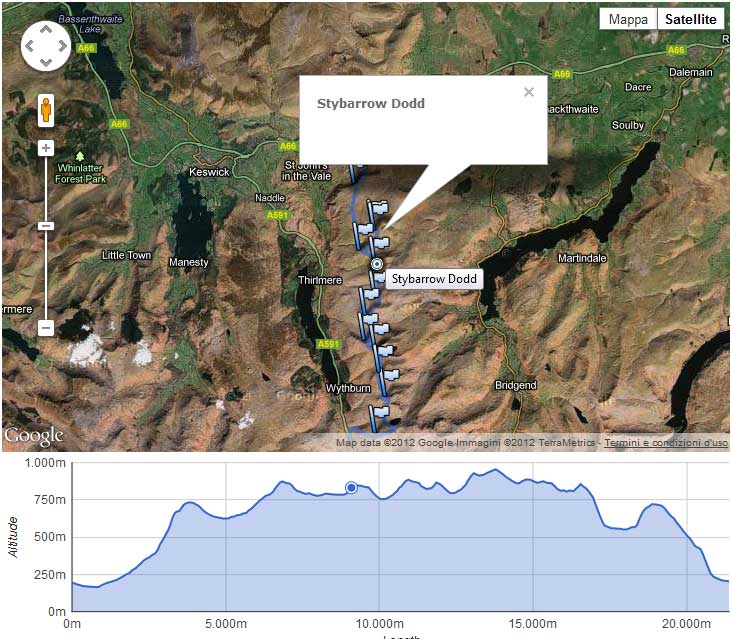 Bassenthwaite
Lake
A66
Mappa
Satellite
A66
Dalemain
A66
Dacre
Stybarrow Dodd
×
ackthwaite
Soulby
A66
A66
Whinlatter
Forest Park
Keswick
St John's
in the Vale
Naddle
A591
Little Town
Manesty
Martindale
Thirlmere
Stybarrow Dodd
ermere
A591
Wythburn
Bridgend
Google
Map data ©2012 Google Immagini ©2012 TerraMetrics - Termini e condizioni d'uso
1.000m
750m
500m
250m
0m
Altitude
0m
5.000m
10.000m
15.000m
20.000m
Length